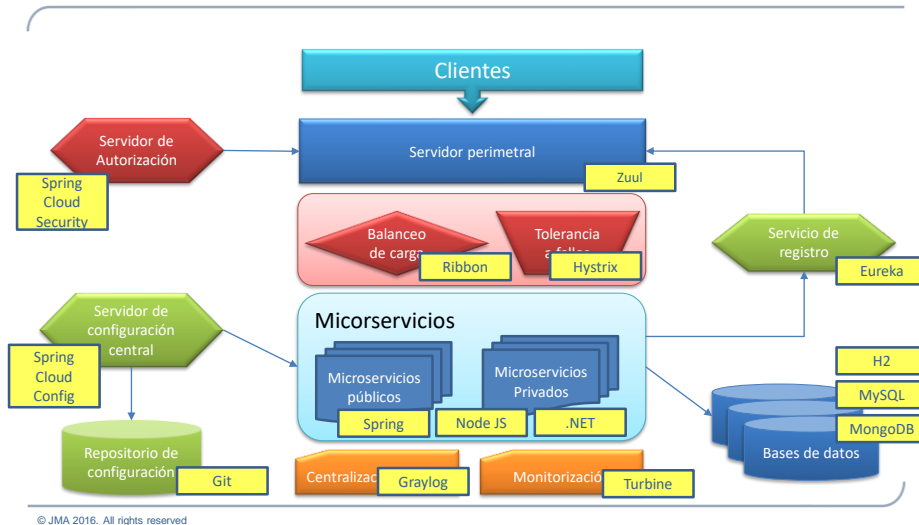 Clientes
Servidor de
Autorización
Spring
Cloud
Security
Servidor perimetral
Zuul
Balanceo
de carga
Ribbon
Tolerancia
a fallos
Hystrix
Servicio de
registro
Eureka
Servidor de
configuración
central
Spring
Cloud
Config
Micorservicios
Microservicios
públicos
Microservicios
Privados
Spring
Node JS
.NET
H2
MySQL
MongoDB
Bases de datos
Repositorio de
configuración
Git
Graylog
Monitorizació
Turbine
© JMA 2016. All rights reserved